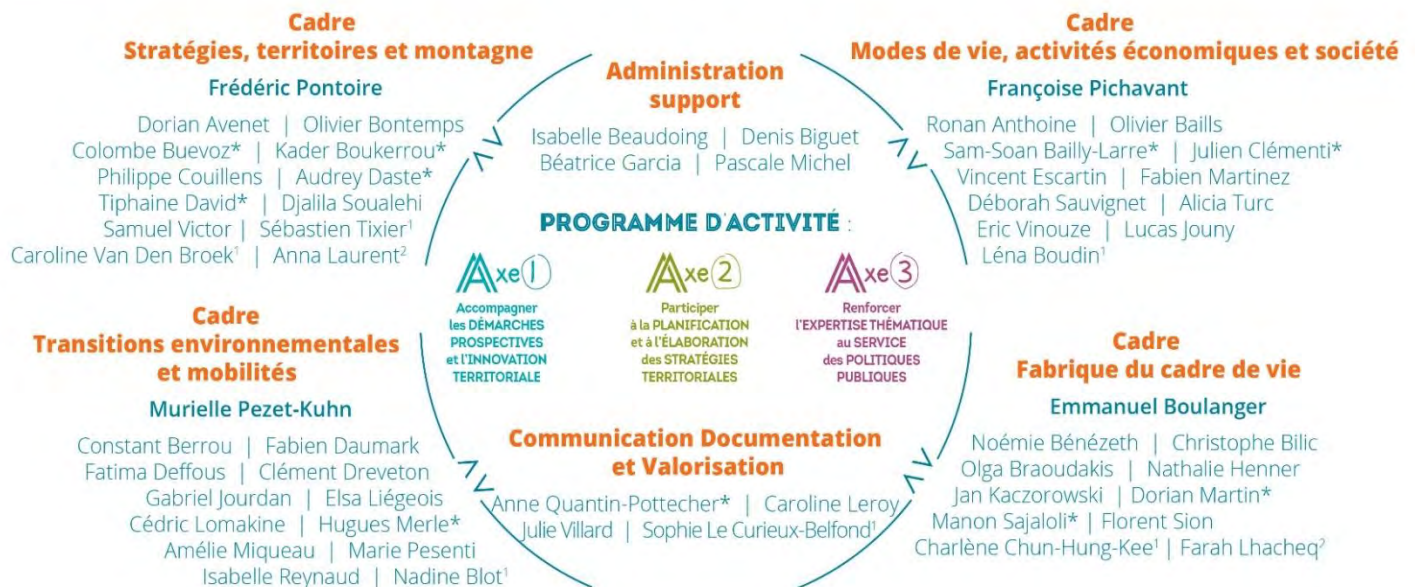 Cadre
Stratégies, territoires et montagne
Frédéric Pontoire
Dorian Avenet | Olivier Bontemps
Colombe Buevoz* | Kader Boukerrou*
Philippe Couillens | Audrey Daste*
Tiphaine David* | Djalila Soualehi
Samuel Victor | Sébastien Tixier¹
Caroline Van Den Broek¹ | Anna Laurent²
Administration
support
Isabelle Beaudoing | Denis Biguet
Béatrice Garcia | Pascale Michel
Cadre
Modes de vie, activités économiques et société
Françoise Pichavant
Ronan Anthoine | Olivier Baills
Sam-Soan Bailly-Larre* | Julien Clémenti*
Vincent Escartin | Fabien Martinez
Déborah Sauvignet | Alicia Turc
Eric Vinouze | Lucas Jouny
Léna Boudin¹
PROGRAMME D'ACTIVITÉ :
Axe 1
Accompagner
les DÉMARCHES
PROSPECTIVES
et l'INNOVATION
TERRITORIALE
Axe 2
Participer
à la PLANIFICATION
et à l'ÉLABORATION
des STRATÉGIES
TERRITORIALES
Axe 3
Renforcer
l'EXPERTISE THÉMATIQUE
au SERVICE
des POLITIQUES
PUBLIQUES
Cadre
Transitions environnementales
et mobilités
Murielle Pezet-Kuhn
Constant Berrou | Fabien Daumark
Fatima Deffous | Clément Dreveton
Gabriel Jourdan | Elsa Liégeois
Cédric Lomakine | Hugues Merle*
Amélie Miqueau | Marie Pesenti
Isabelle Reynaud | Nadine Blot¹
Communication Documentation
et Valorisation
Anne Quantin-Pottecher* | Caroline Leroy
Julie Villard | Sophie Le Curieux-Belfond¹
Cadre
Fabrique du cadre de vie
Emmanuel Boulanger
Noémie Bénézeth | Christophe Bilic
Olga Braoudakis | Nathalie Henner
Jan Kaczorowski | Dorian Martin*
Manon Sajaloli* | Florent Sion
Charlène Chun-Hung-Kee¹ | Farah Lhacheq²